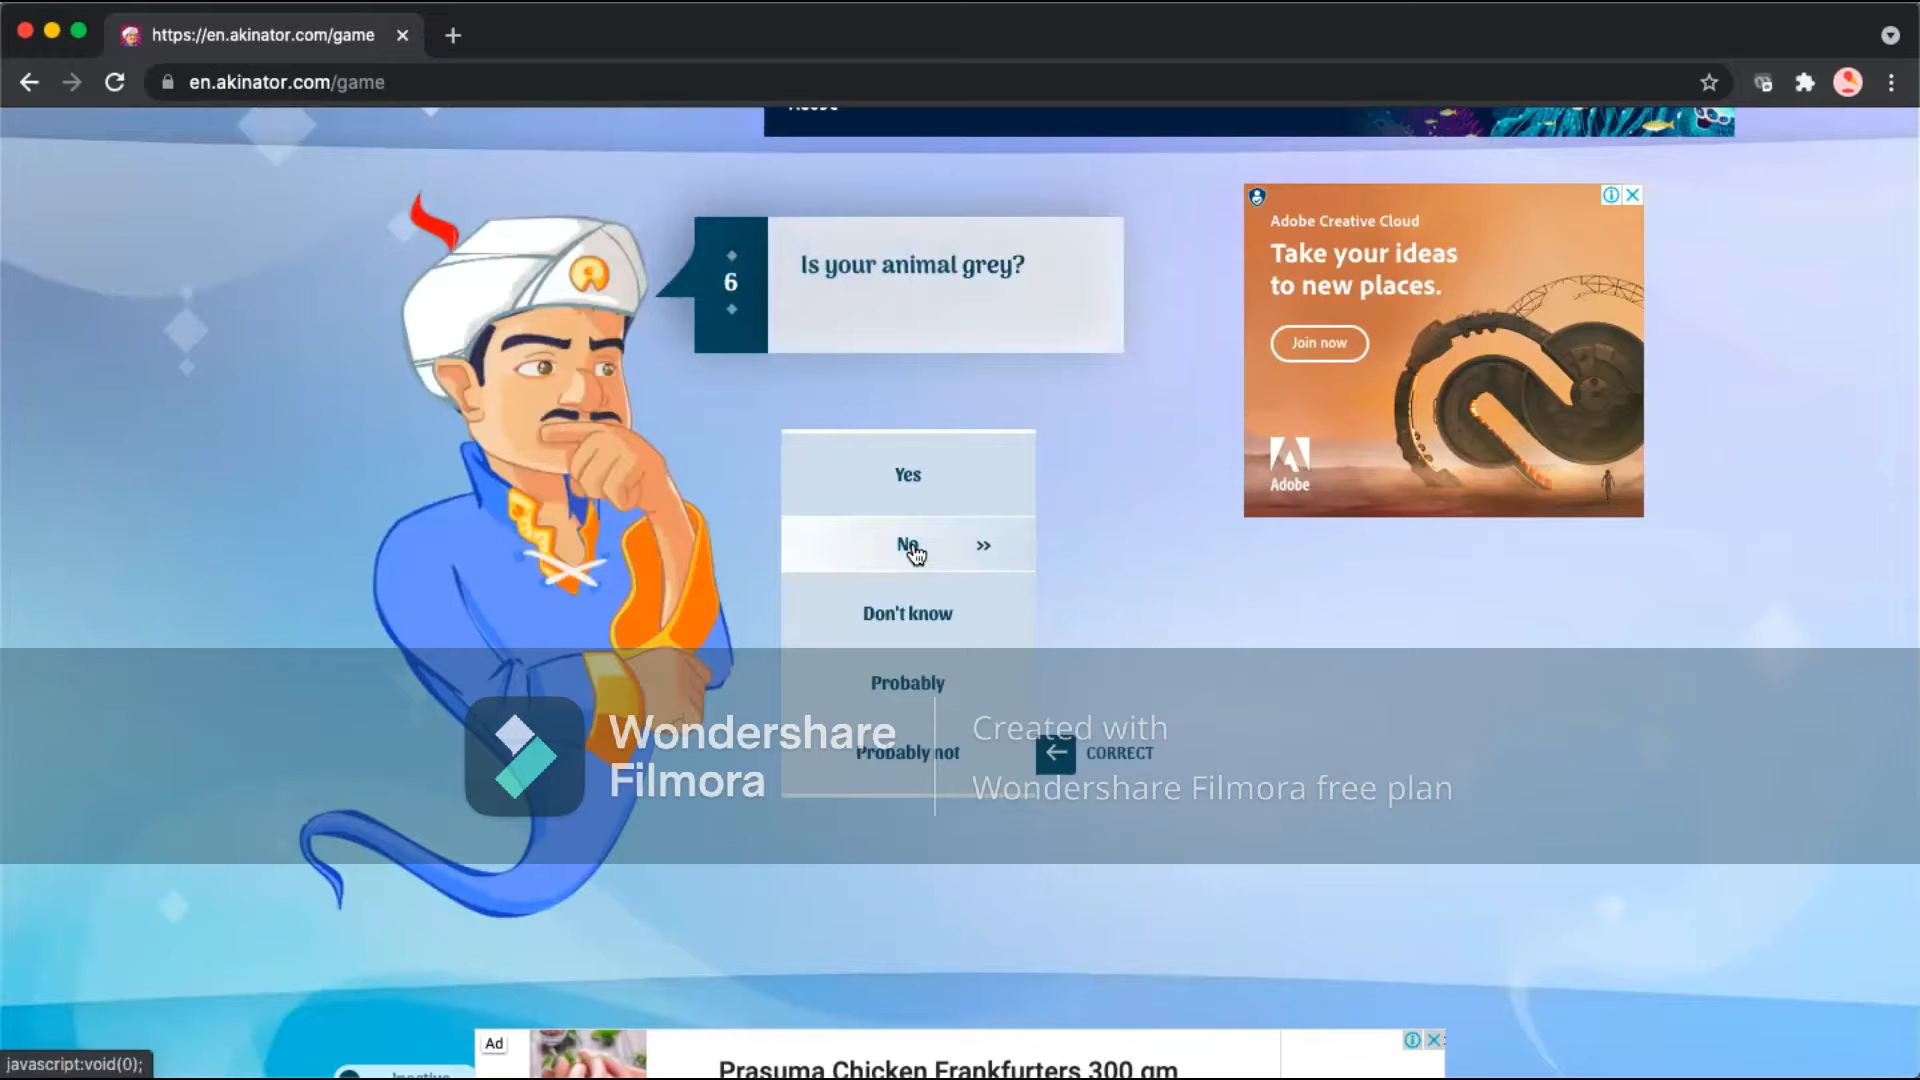 https://en.akinator.com/game
en.akinator.com/game
6
Is your animal grey?
Yes
No
Don't know
Probably
Probably not
CORRECT
Adobe Creative Cloud
Take your ideas
to new places.
Join now
Adobe
Wondershare
Filmora
Created with
Wondershare Filmora free plan
Ad
Prasuma Chicken Frankfurters 300 gm
javascript:void(0);